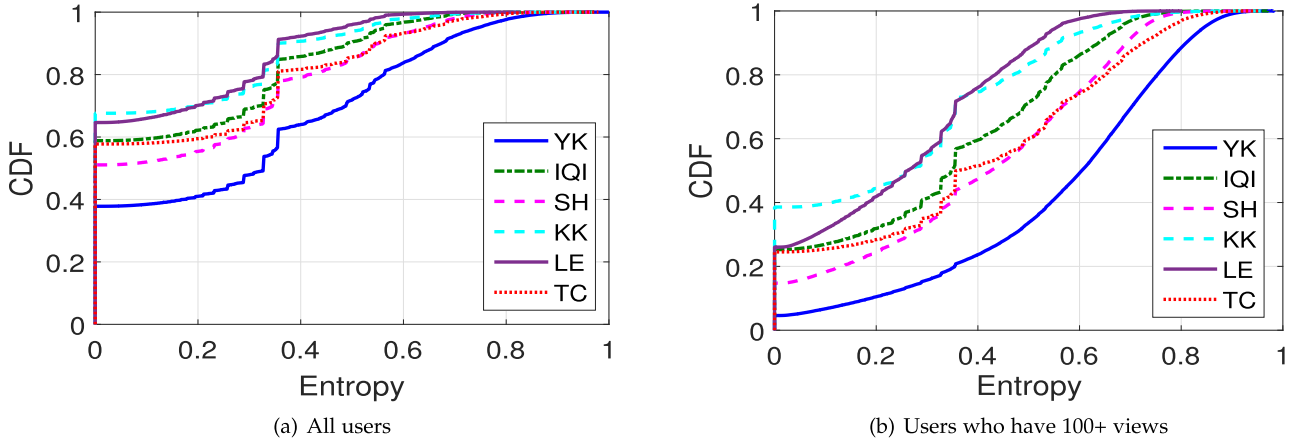 1
0.8
0.6
0.4
0.2
0
CDF
0 0.2 0.4 0.6 0.8 1
Entropy
YK
IQI
SH
KK
LE
TC
(a) All users
1
0.8
0.6
0.4
0.2
0
CDF
0 0.2 0.4 0.6 0.8 1
Entropy
YK
IQI
SH
KK
LE
TC
(b) Users who have 100+ views